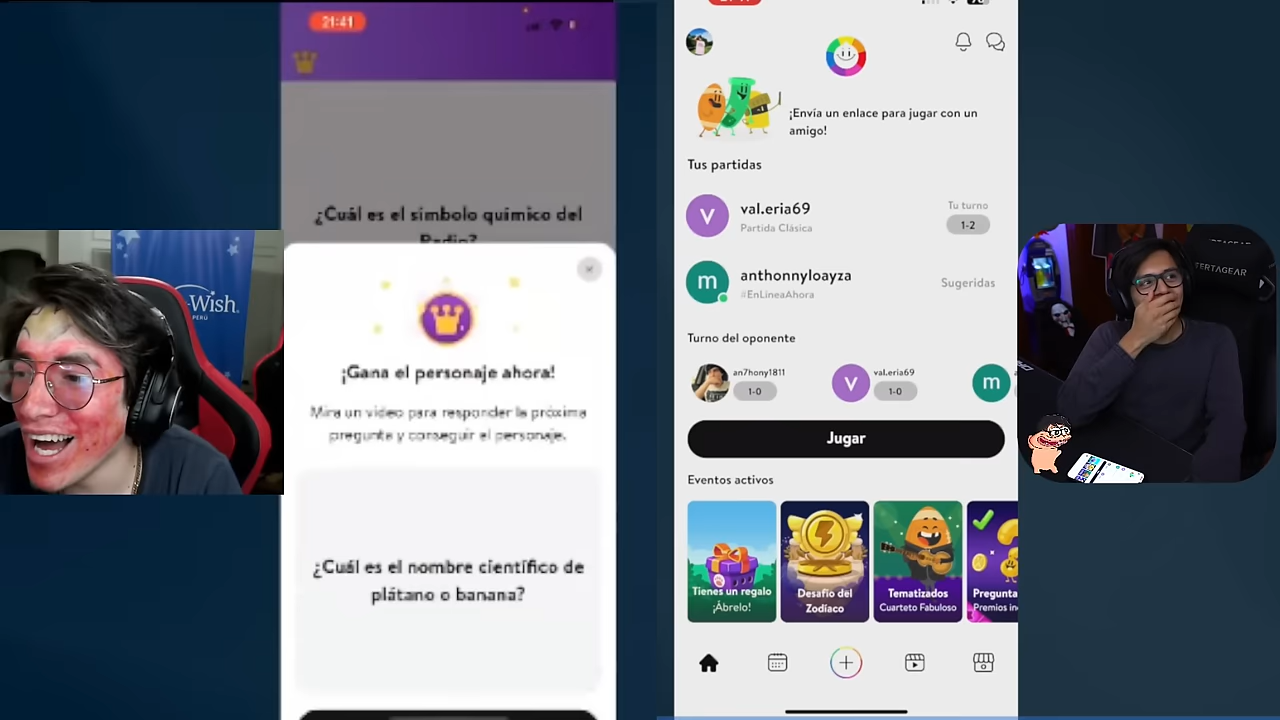 21:41
¿Cuál es el símbolo químico del
Radio?
¡Gana el personaje ahora!
Mira un video para responder la próxima
pregunta y conseguir el personaje.
¿Cuál es el nombre científico de
plátano o banana?
-Wish.
PERÚ
¡Envía un enlace para jugar con un
amigo!
Tus partidas
V
val.eria69
Partida Clásica
Tu turno
1-2
m
anthonnyloayza
#EnLineaAhora
Sugeridas
Turno del oponente
an7hony1811
1-0
V
val.eria69
1-0
m
Jugar
Eventos activos
Tienes un regalo
¡Ábrelo!
Desafío del
Zodíaco
Tematizados
Cuarteto Fabuloso
Pregunta
Premios in
TERTAGEAR